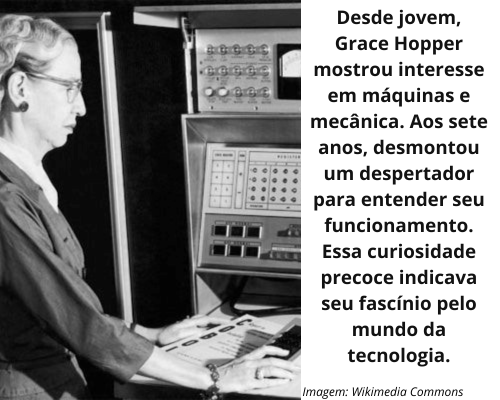 Desde jovem,
Grace Hopper
mostrou interesse
em máquinas e
mecânica. Aos sete
anos, desmontou
um despertador
para entender seu
funcionamento.
Essa curiosidade
precoce indicava
seu fascínio pelo
mundo da
tecnologia.
Imagem: Wikimedia Commons